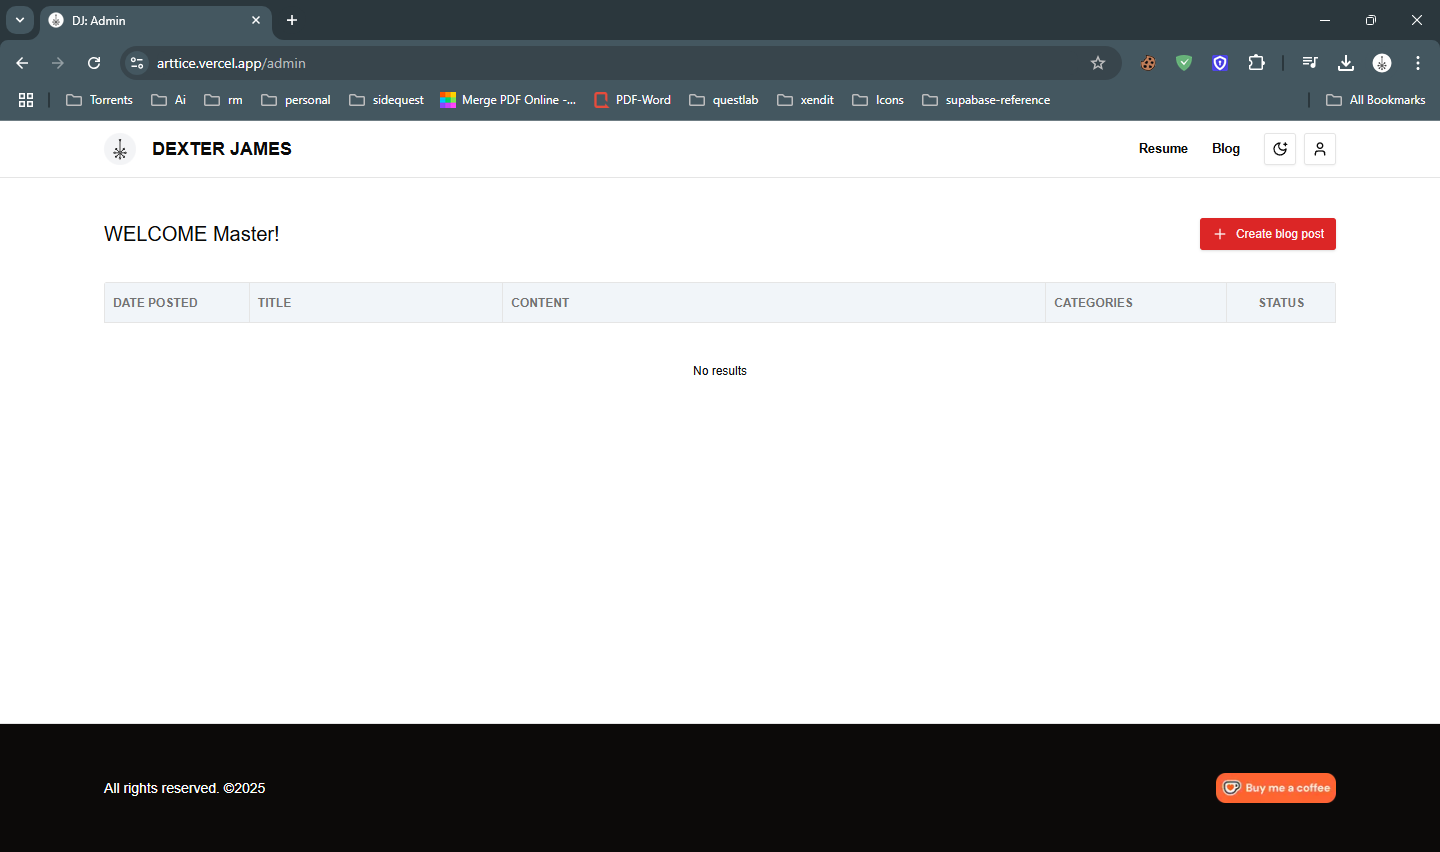 DJ: Admin
arttice.vercel.app/admin
Torrents Ai rm personal sidequest Merge PDF Online -... PDF-Word questlab xendit Icons supabase-reference All Bookmarks
DEXTER JAMES Resume Blog
WELCOME Master! Create blog post
DATE POSTED TITLE CONTENT CATEGORIES STATUS
No results
All rights reserved. ©2025 Buy me a coffee